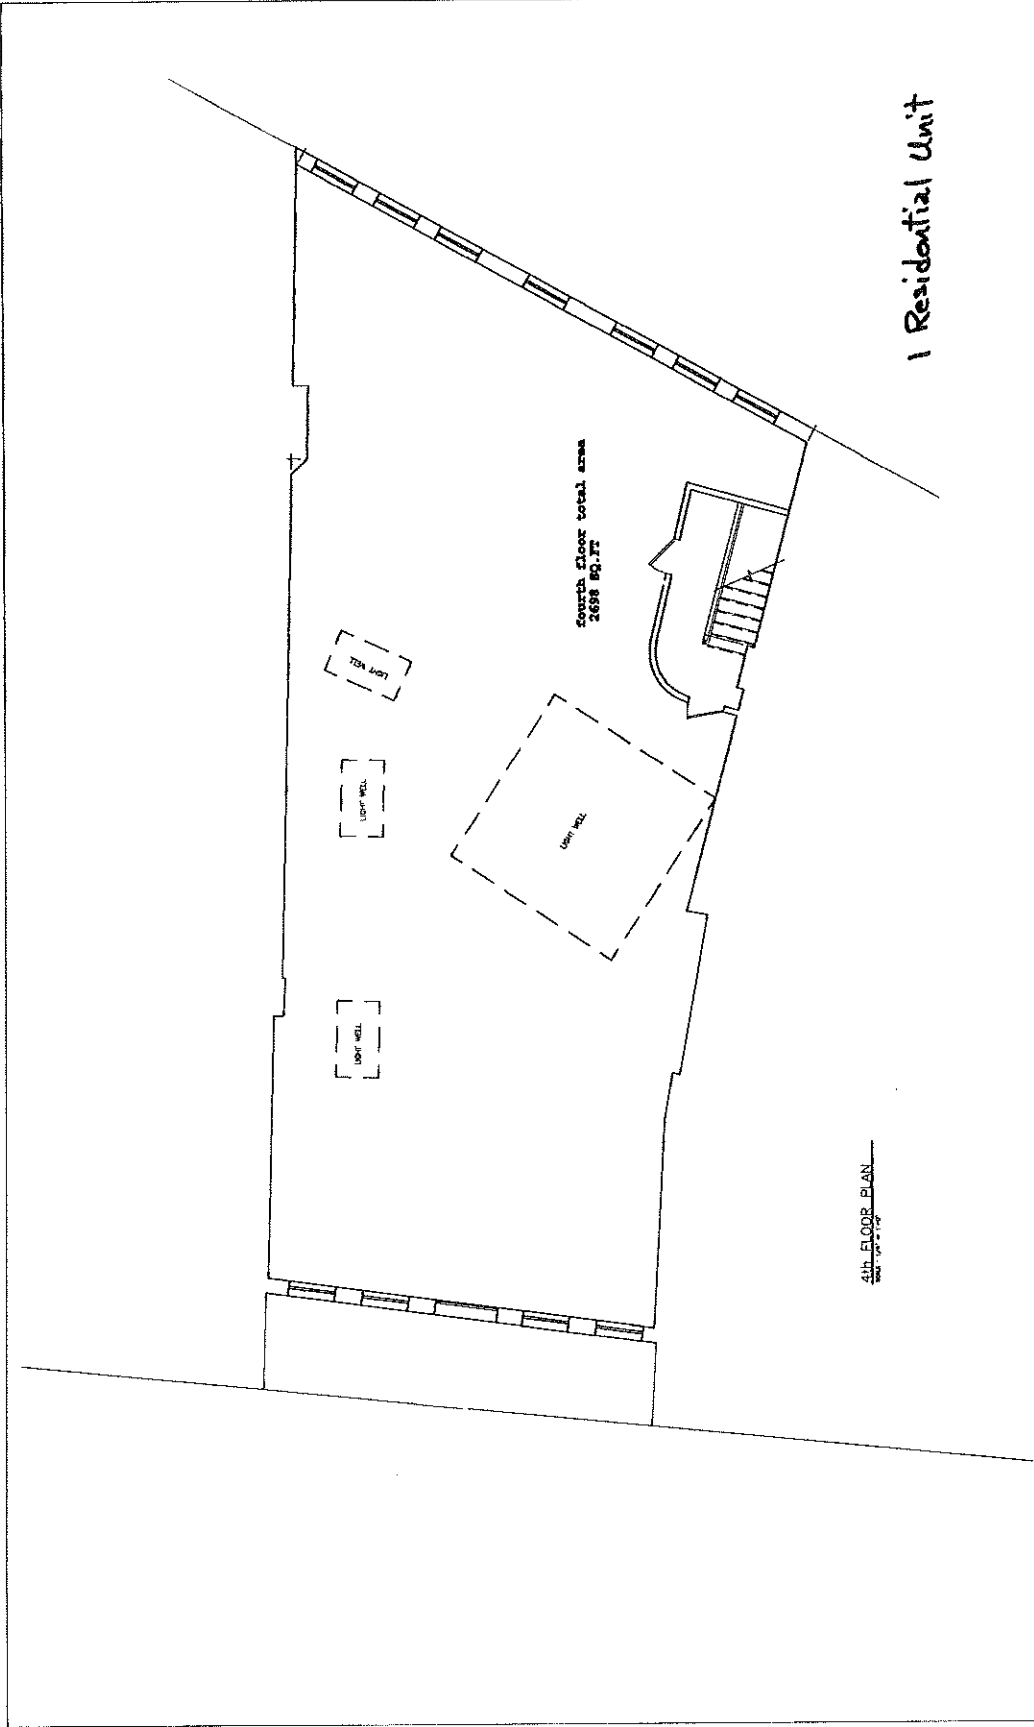 1 Residential Unit
fourth floor total area
2698 SQ.FT
LIGHT WELL
LIGHT WELL
LIGHT WELL
LIGHT WELL
4th FLOOR PLAN